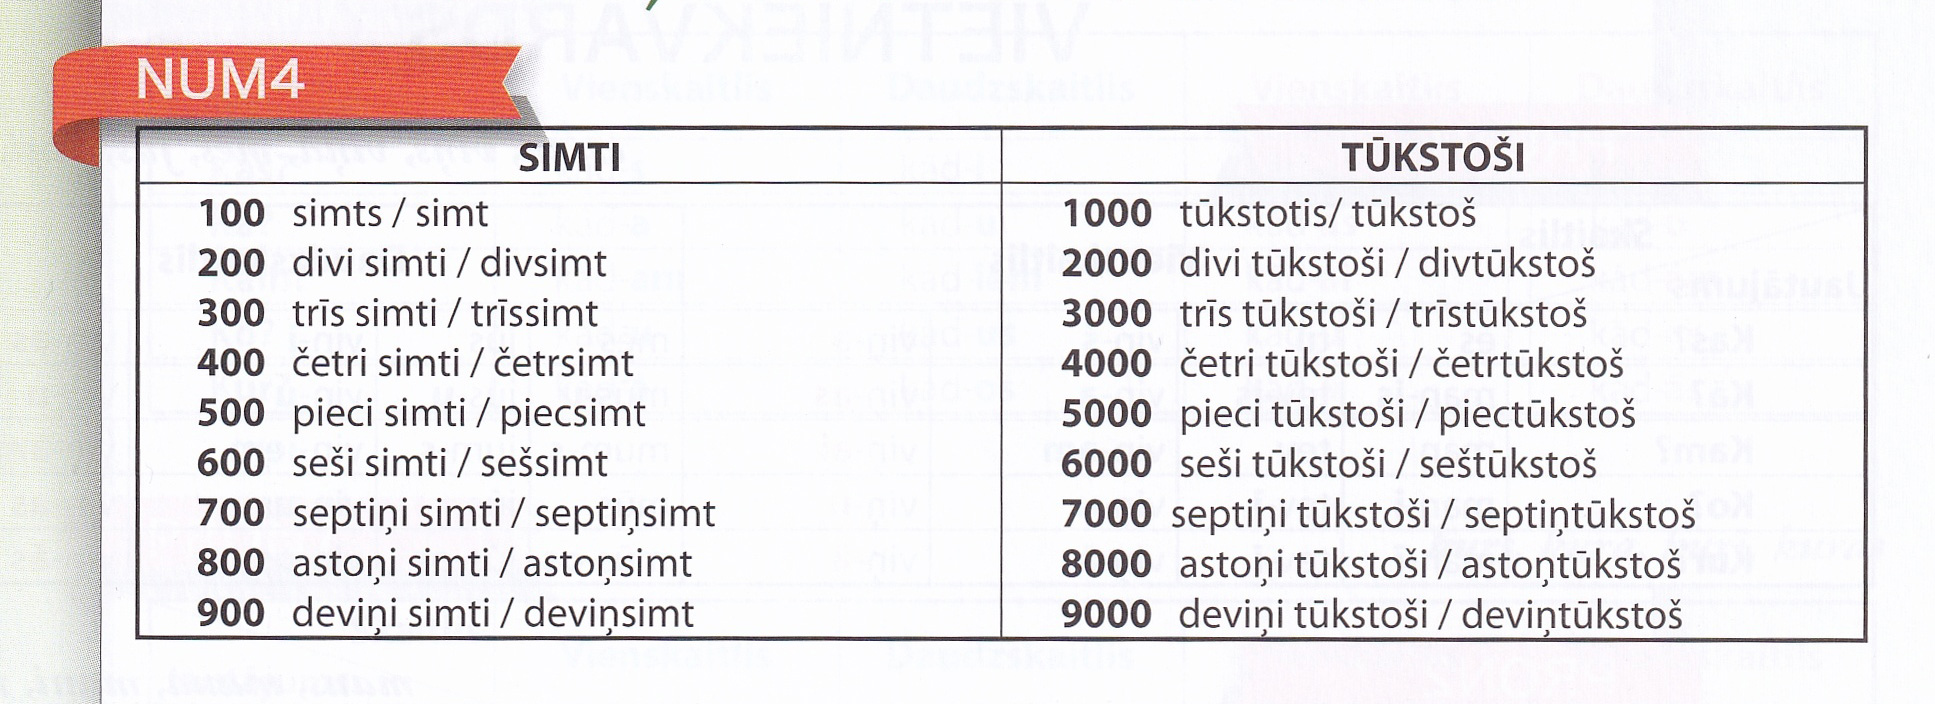 NUM4
SIMTI
100 simts / simt
200 divi simti / divsimt
300 trīs simti / trīssimt
400 četri simti / četrsimt
500 pieci simti / piecsimt
600 seši simti / sešsimt
700 septiņi simti / septiņsimt
800 astoņi simti / astoņsimt
900 deviņi simti / deviņsimt
TŪKSTOŠI
1000 tūkstotis/ tūkstoš
2000 divi tūkstoši / divtūkstoš
3000 trīs tūkstoši / trīstūkstoš
4000 četri tūkstoši / četrtūkstoš
5000 pieci tūkstoši / piectūkstoš
6000 seši tūkstoši / seštūkstoš
7000 septiņi tūkstoši / septiņtūkstoš
8000 astoņi tūkstoši / astoņtūkstoš
9000 deviņi tūkstoši / deviņtūkstoš